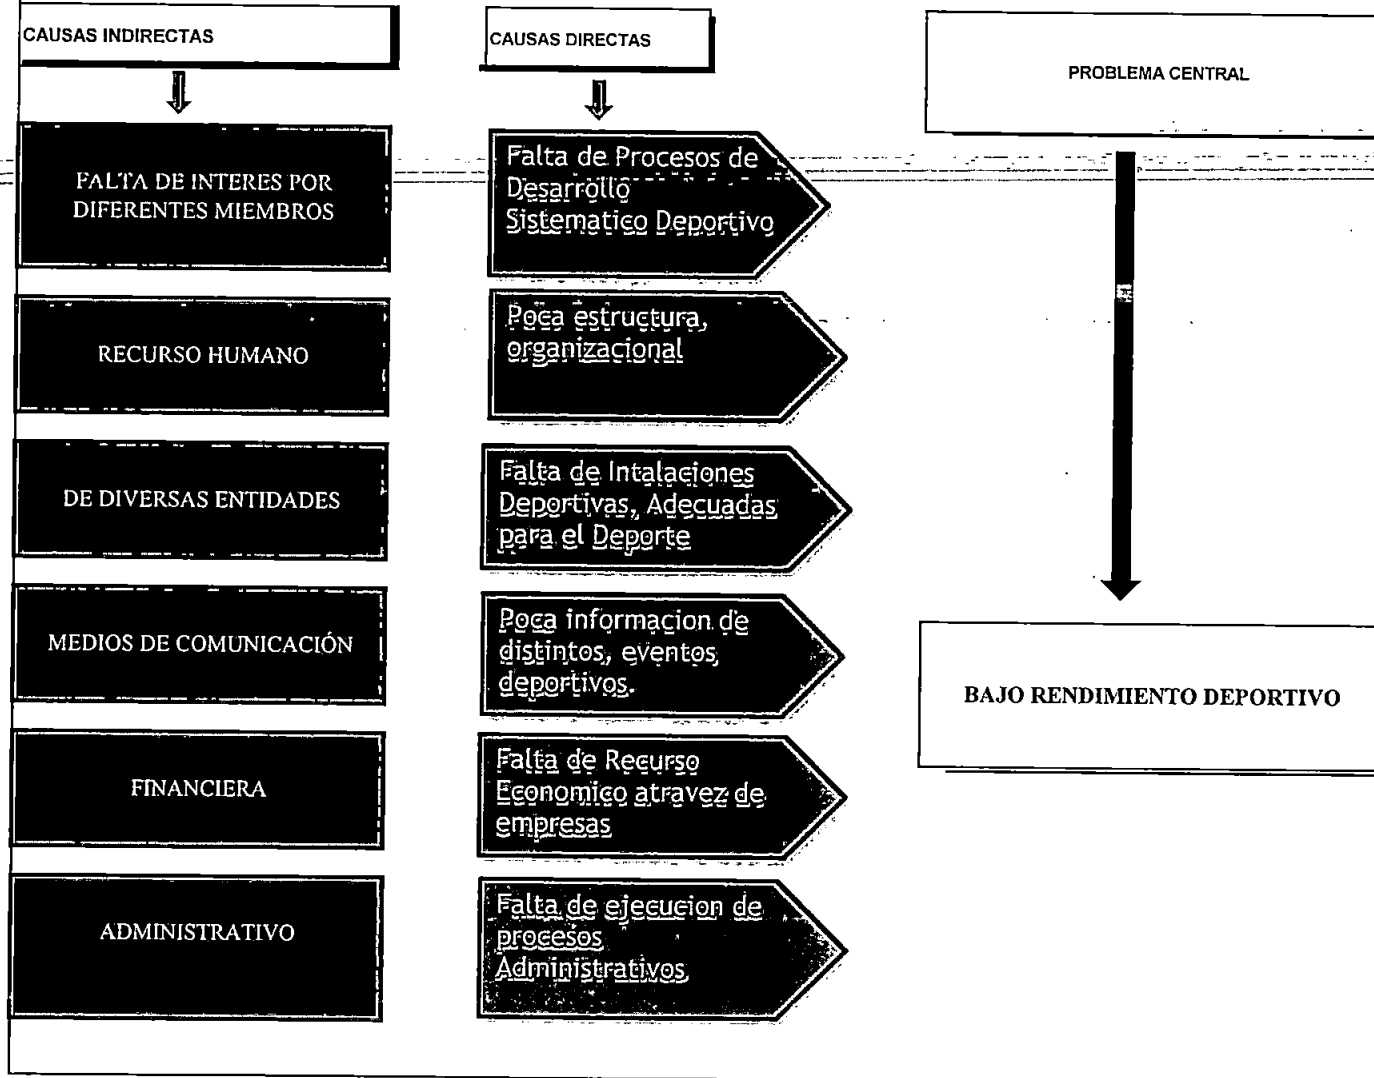 CAUSAS INDIRECTAS
CAUSAS DIRECTAS
PROBLEMA CENTRAL
FALTA DE INTERES POR
DIFERENTES MIEMBROS
Falta de Procesos de
Desarrollo
Sistematico Deportivo
RECURSO HUMANO
Poca estructura,
organizacional
DE DIVERSAS ENTIDADES
Falta de Intalaciones
Deportivas, Adecuadas
para el Deporte
MEDIOS DE COMUNICACIÓN
Poca informacion de
distintos, eventos
deportivos.
BAJO RENDIMIENTO DEPORTIVO
FINANCIERA
Falta de Recurso
Economico atravez de
empresas
ADMINISTRATIVO
Falta de ejecucion de
procesos
Administrativos